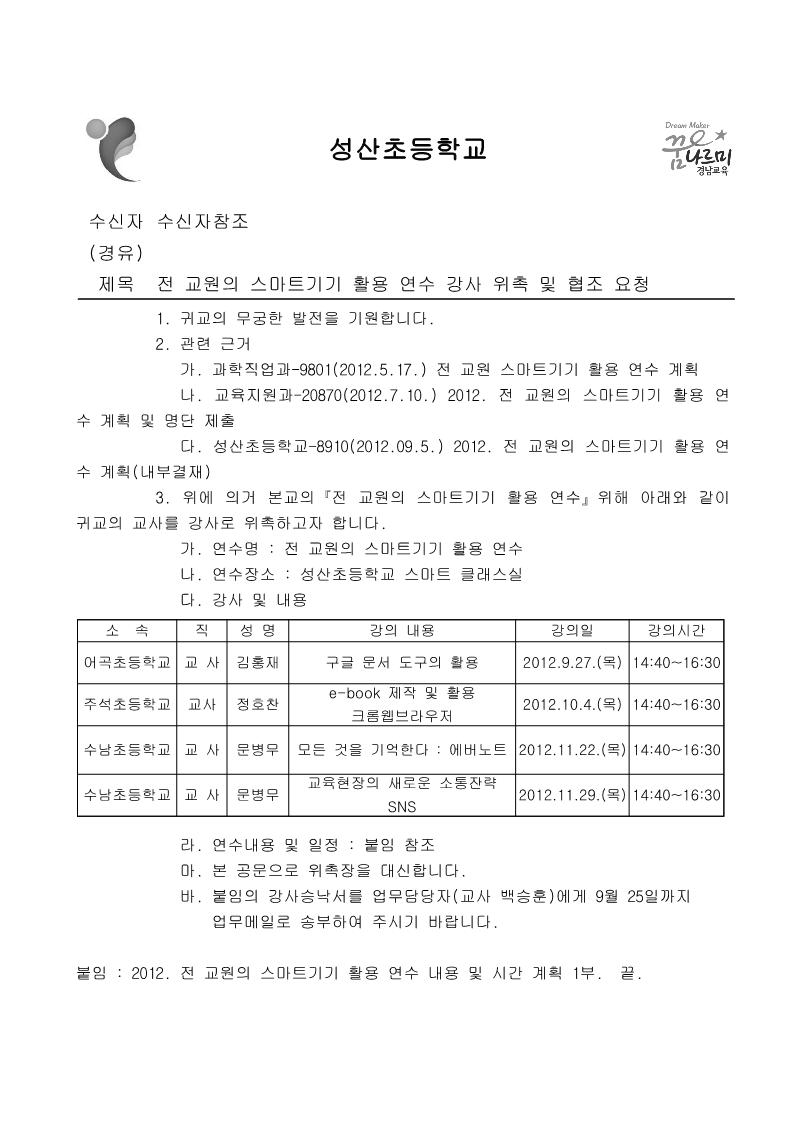 성산초등학교
Dream Maker
꿈나르미
경남교육
수신자 수신자참조
(경유)
제목 전 교원의 스마트기기 활용 연수 강사 위촉 및 협조 요청
1. 귀교의 무궁한 발전을 기원합니다.
2. 관련 근거
가. 과학직업과-9801(2012.5.17.) 전 교원 스마트기기 활용 연수 계획
나. 교육지원과-20870(2012.7.10.) 2012. 전 교원의 스마트기기 활용 연
수 계획 및 명단 제출
다. 성산초등학교-8910(2012.09.5.) 2012. 전 교원의 스마트기기 활용 연
수 계획(내부결재)
3. 위에 의거 본교의『전 교원의 스마트기기 활용 연수』위해 아래와 같이
귀교의 교사를 강사로 위촉하고자 합니다.
가. 연수명 : 전 교원의 스마트기기 활용 연수
나. 연수장소 : 성산초등학교 스마트 클래스실
다. 강사 및 내용
소 속 직 성 명 강의 내용 강의일 강의시간
어곡초등학교 교 사 김홍재 구글 문서 도구의 활용 2012.9.27.(목) 14:40~16:30
주석초등학교 교사 정호찬 e-book 제작 및 활용 2012.10.4.(목) 14:40~16:30
크롬웹브라우저
수남초등학교 교 사 문병무 모든 것을 기억한다 : 에버노트 2012.11.22.(목) 14:40~16:30
수남초등학교 교 사 문병무 교육현장의 새로운 소통잔략 2012.11.29.(목) 14:40~16:30
SNS
라. 연수내용 및 일정 : 붙임 참조
마. 본 공문으로 위촉장을 대신합니다.
바. 붙임의 강사승낙서를 업무담당자(교사 백승훈)에게 9월 25일까지
업무메일로 송부하여 주시기 바랍니다.
붙임 : 2012. 전 교원의 스마트기기 활용 연수 내용 및 시간 계획 1부. 끝.